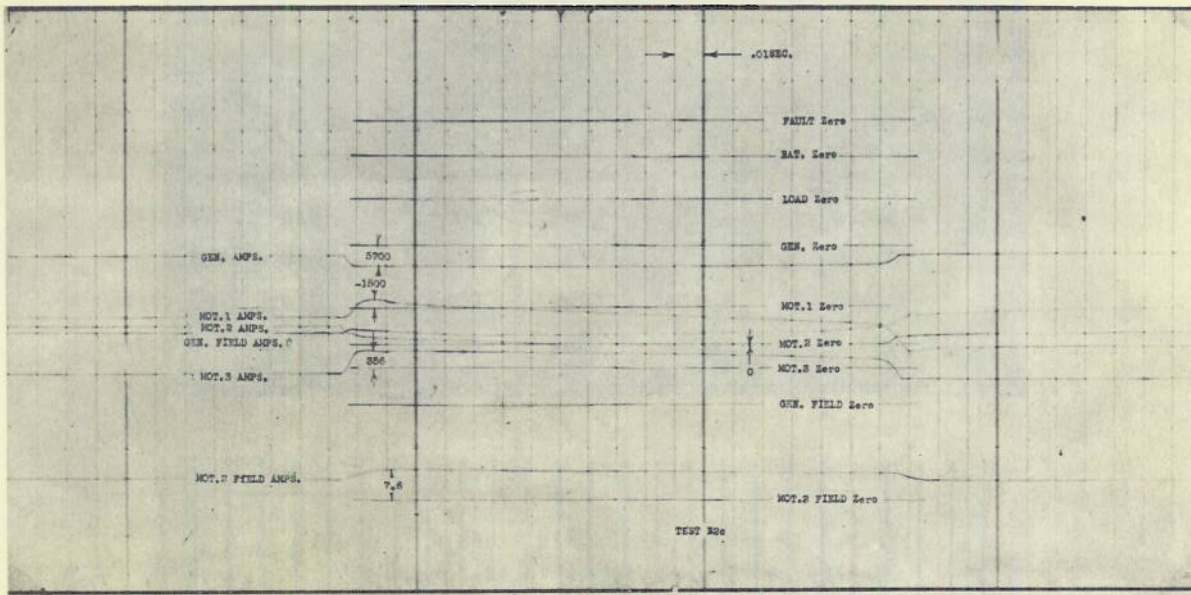 .01SEC.
FAULT Zero
BAT. Zero
LOAD Zero
GEN. Zero
GEN. AMPS.
5700
-1500
MOT.1 Zero
MOT.1 AMPS.
MOT.2 AMPS.
GEN. FIELD AMPS.
MOT.2 Zero
356
0
MOT.3 Zero
MOT.3 AMPS.
GEN. FIELD Zero
MOT.2 FIELD AMPS.
7.6
MOT.2 FIELD Zero
TEST